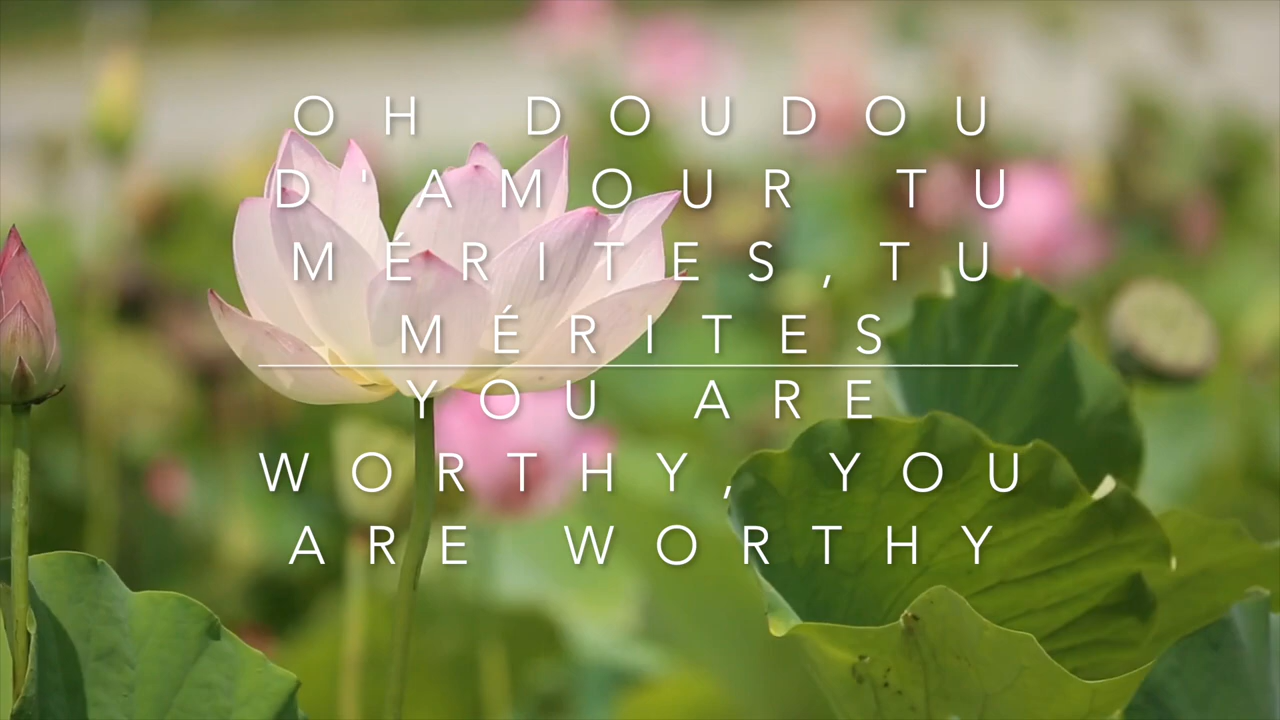 OH DOUDOU
D'AMOUR TU
MÉRITES, TU
MÉRITES
YOU ARE
WORTHY, YOU
ARE WORTHY